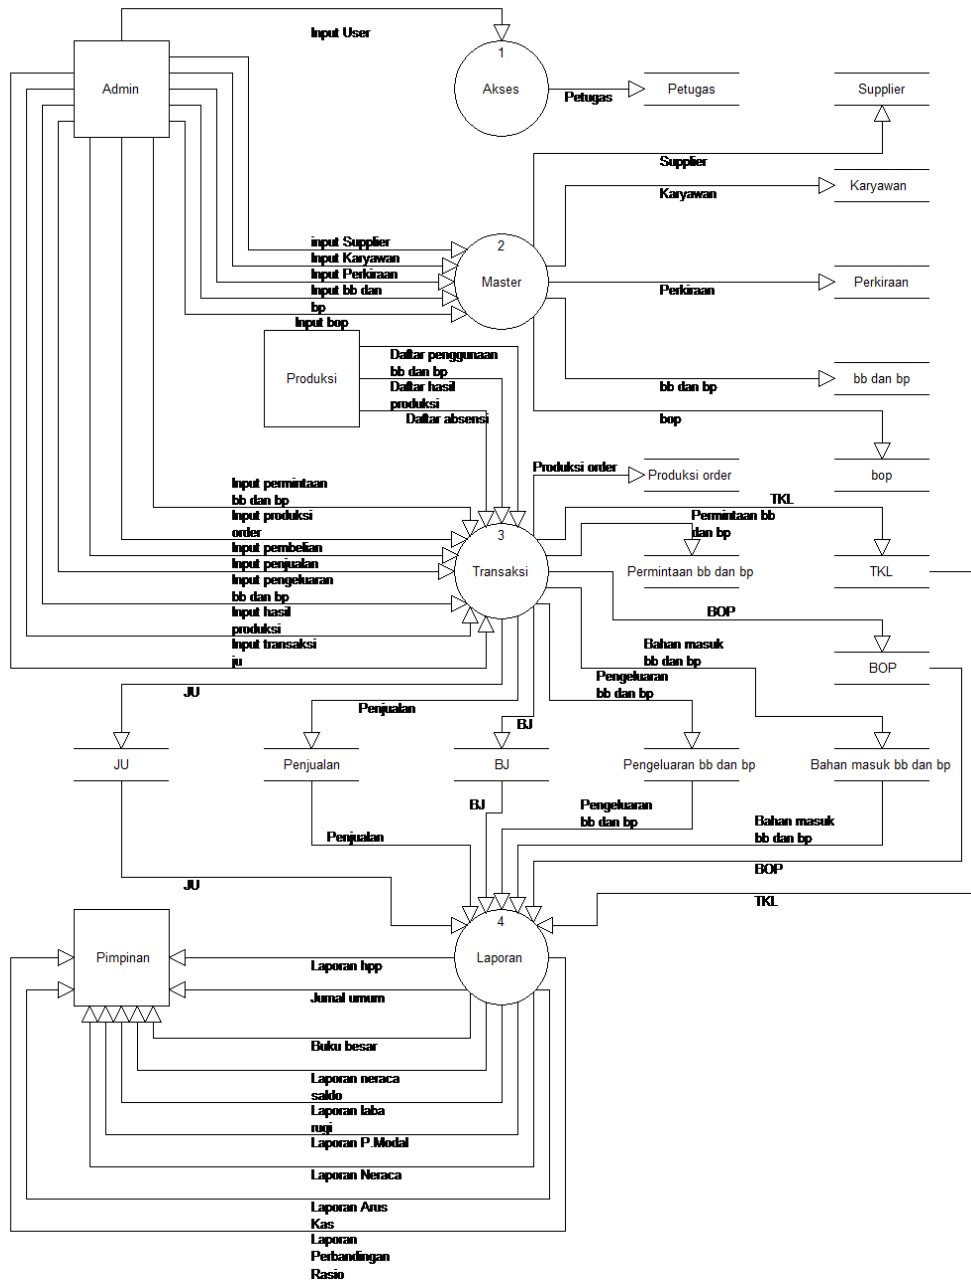 Input User
1
Admin
Akses
Petugas
Petugas
Supplier
Supplier
Karyawan
Karyawan
2
input Supplier
Input Karyawan
Input Perkiraan
Input bb dan
bp
Input bop
Master
Perkiraan
Perkiraan
Produksi
Daftar penggunaan
bb dan bp
Daftar hasil
produksi
Daftar absensi
bb dan bp
bb dan bp
bop
bop
Produksi order
Produksi order
Input permintaan
bb dan bp
Input produksi
order
Input pembelian
Input penjualan
Input pengeluaran
bb dan bp
Input hasil
produksi
Input transaksi
ju
3
Transaksi
TKL
Permintaan bb
dan bp
Permintaan bb dan bp
TKL
BOP
BOP
Bahan masuk
bb dan bp
Pengeluaran
bb dan bp
JU
Penjualan
BJ
JU
Penjualan
BJ
Pengeluaran bb dan bp
Bahan masuk bb dan bp
BJ
Pengeluaran
bb dan bp
Penjualan
Bahan masuk
bb dan bp
BOP
JU
TKL
4
Pimpinan
Laporan
Laporan hpp
Jurnal umum
Buku besar
Laporan neraca
saldo
Laporan laba
rugi
Laporan P.Modal
Laporan Neraca
Laporan Arus
Kas
Laporan
Perbandingan
Rasio